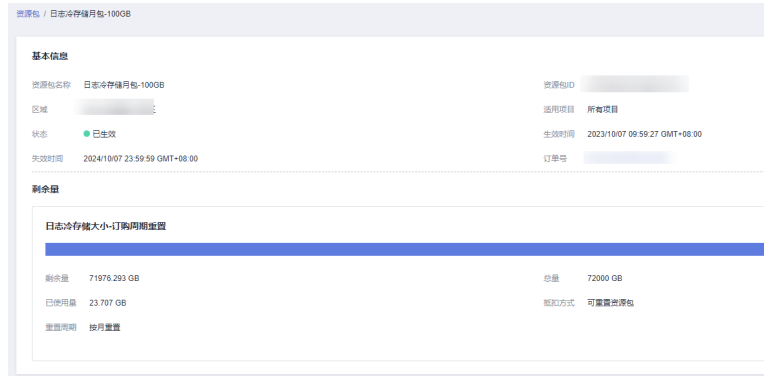 资源包 / 日志冷存储月包-100GB
基本信息
资源包名称 日志冷存储月包-100GB 资源包ID
区域 适用项目 所有项目
状态 已生效 生效时间 2023/10/07 09:59:27 GMT+08:00
失效时间 2024/10/07 23:59:59 GMT+08:00 订单号
剩余量
日志冷存储大小-订购周期重置
剩余量 71976.293 GB 总量 72000 GB
已使用量 23.707 GB 抵扣方式 可重置资源包
重置周期 按月重置